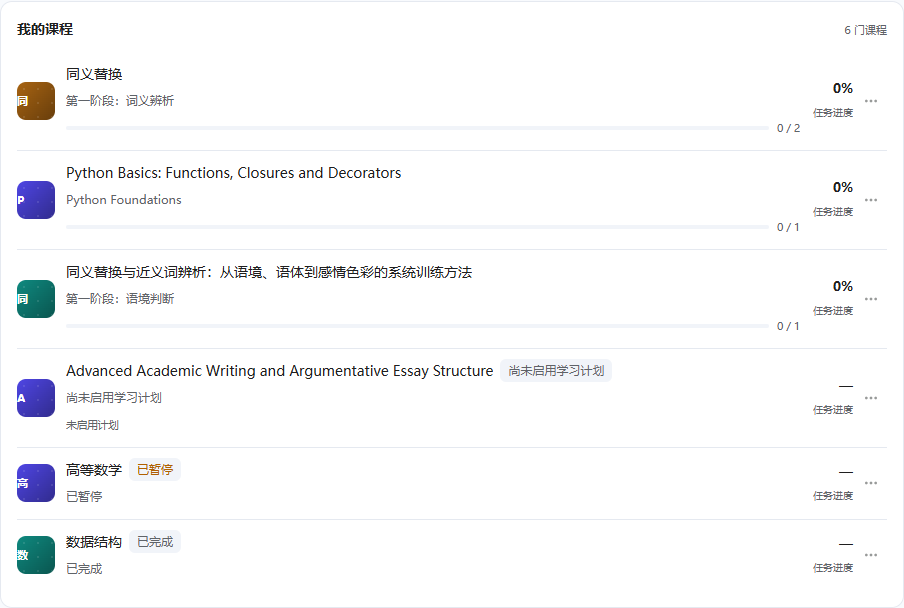 我的课程
6 门课程
同义替换
同
第一阶段：词义辨析
0%
任务进度
···
0 / 2
Python Basics: Functions, Closures and Decorators
P
Python Foundations
0%
任务进度
···
0 / 1
同义替换与近义词辨析：从语境、语体到感情色彩的系统训练方法
同
第一阶段：语境判断
0%
任务进度
···
0 / 1
Advanced Academic Writing and Argumentative Essay Structure 尚未启用学习计划
A
尚未启用学习计划
未启用计划
—
任务进度
···
高等数学 已暂停
高
已暂停
—
任务进度
···
数据结构 已完成
数
已完成
—
任务进度
···